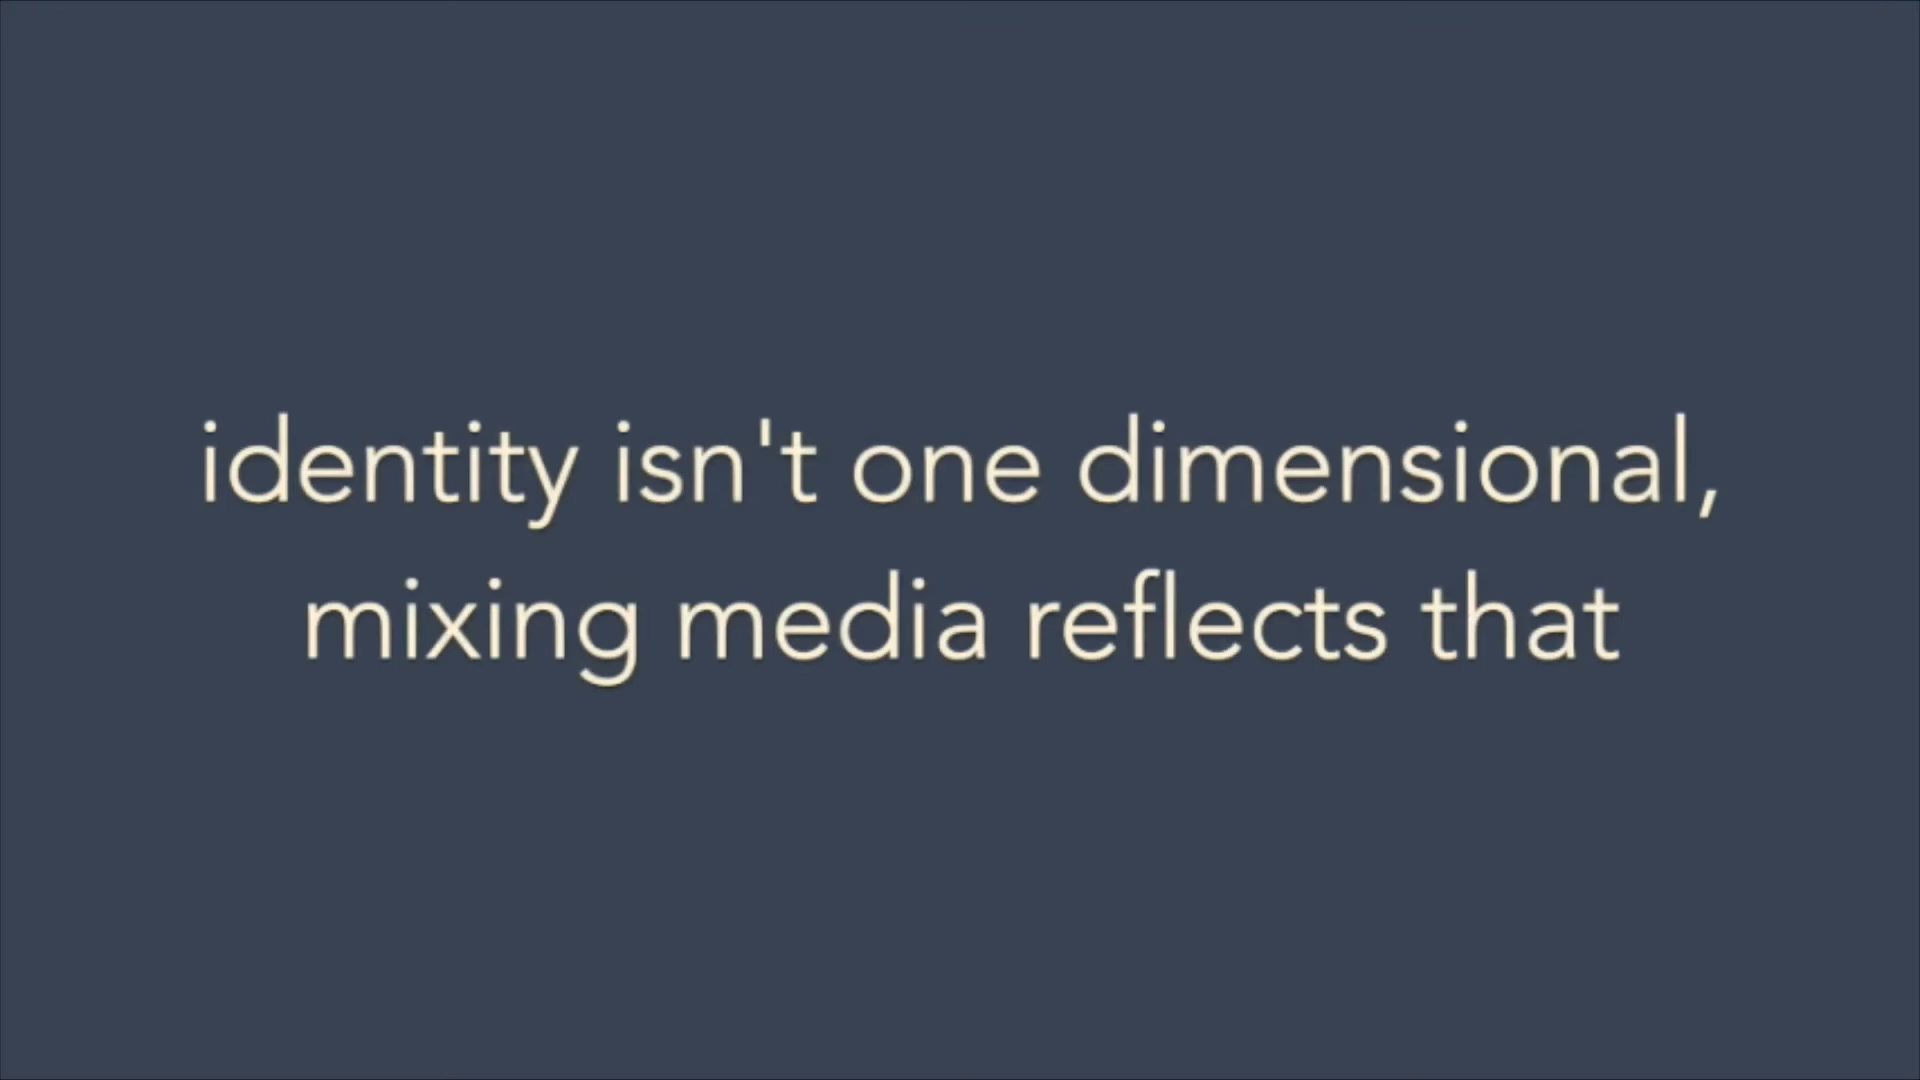 identity isn't one dimensional,
mixing media reflects that